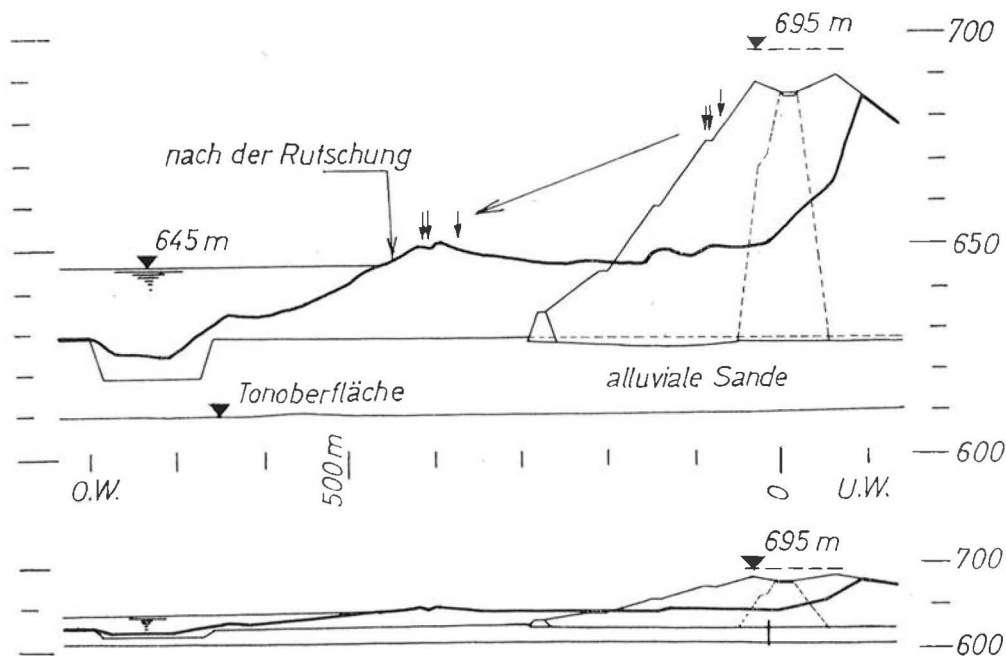 695 m
700
nach der Rutschung
645 m
650
Tonoberfläche
alluviale Sande
600
O.W.
500 m
0
U.W.
695 m
700
600